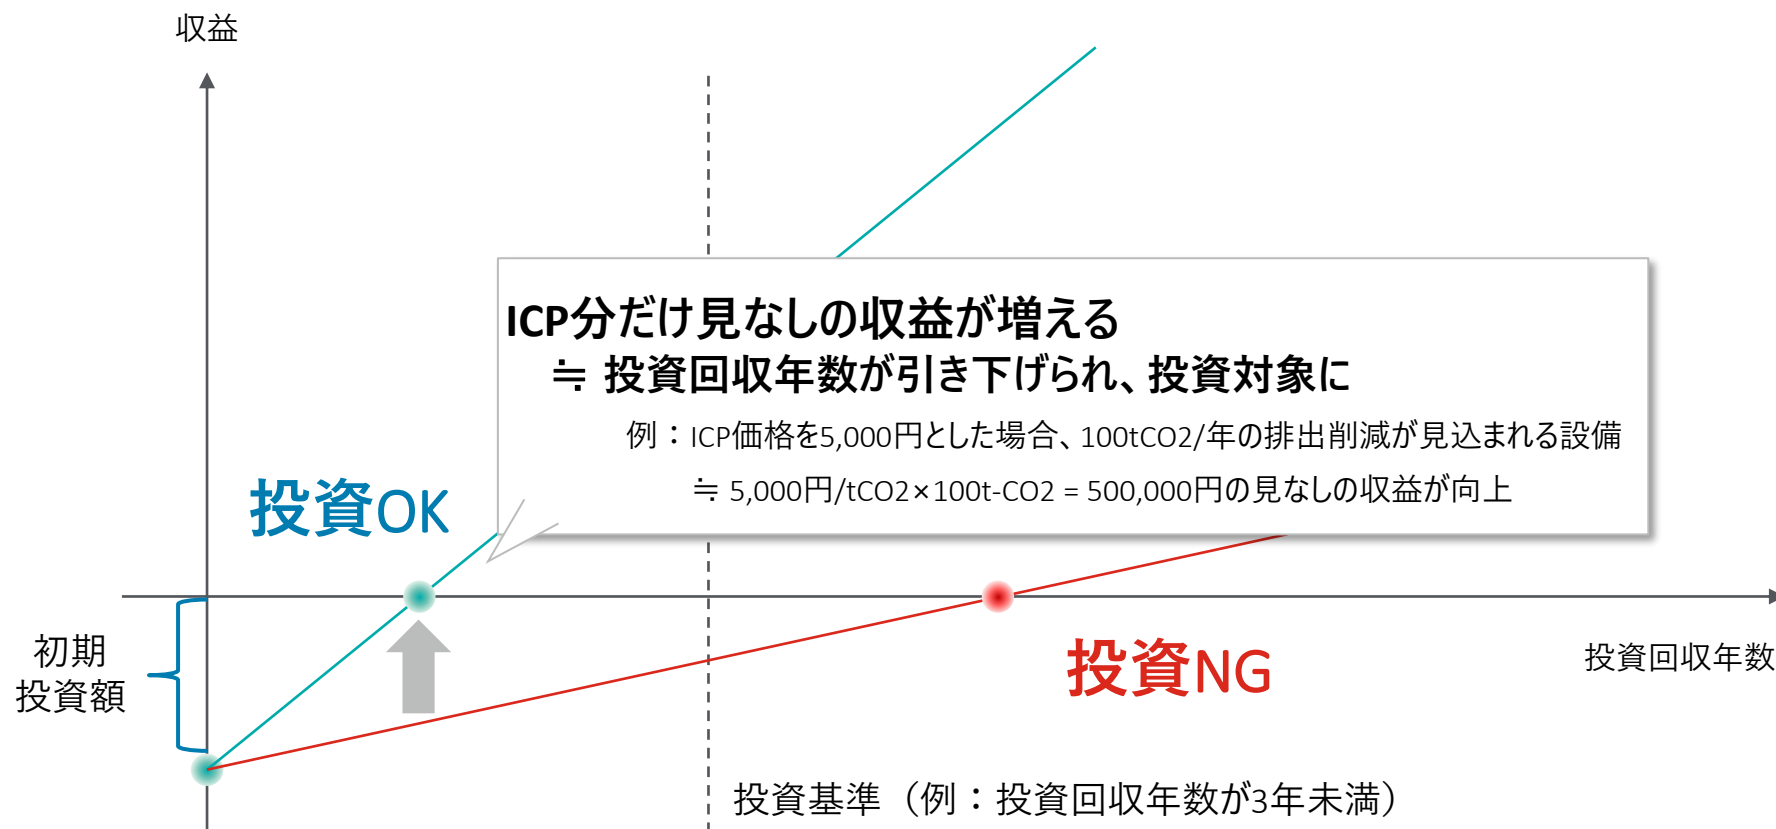 収益
ICP分だけ見なしの収益が増える
≒ 投資回収年数が引き下げられ、投資対象に
例：ICP価格を5,000円とした場合、100tCO2/年の排出削減が見込まれる設備
≒ 5,000円/tCO2×100t-CO2 = 500,000円の見なしの収益が向上
投資OK
初期
投資額
投資NG
投資回収年数
投資基準（例：投資回収年数が3年未満）